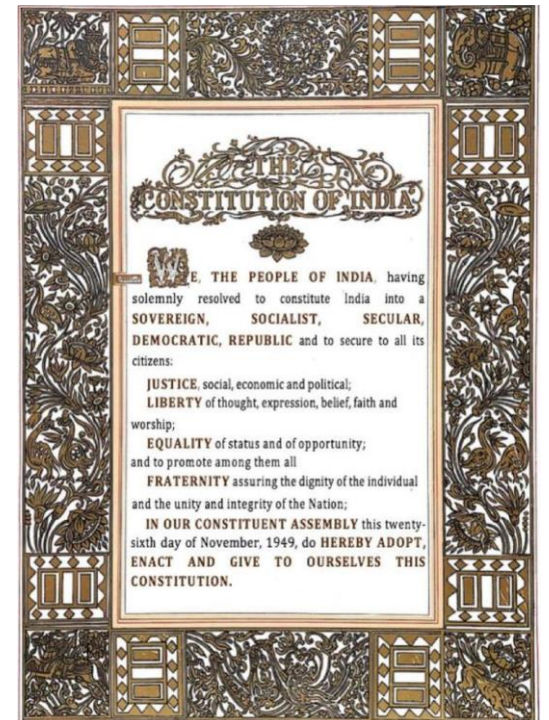 THE
CONSTITUTION OF INDIA
WE, THE PEOPLE OF INDIA, having
solemnly resolved to constitute India into a
SOVEREIGN, SOCIALIST, SECULAR,
DEMOCRATIC, REPUBLIC and to secure to all its
citizens:
JUSTICE, social, economic and political;
LIBERTY of thought, expression, belief, faith and
worship;
EQUALITY of status and of opportunity;
and to promote among them all
FRATERNITY assuring the dignity of the individual
and the unity and integrity of the Nation;
IN OUR CONSTITUENT ASSEMBLY this twenty-
sixth day of November, 1949, do HEREBY ADOPT,
ENACT AND GIVE TO OURSELVES THIS
CONSTITUTION.